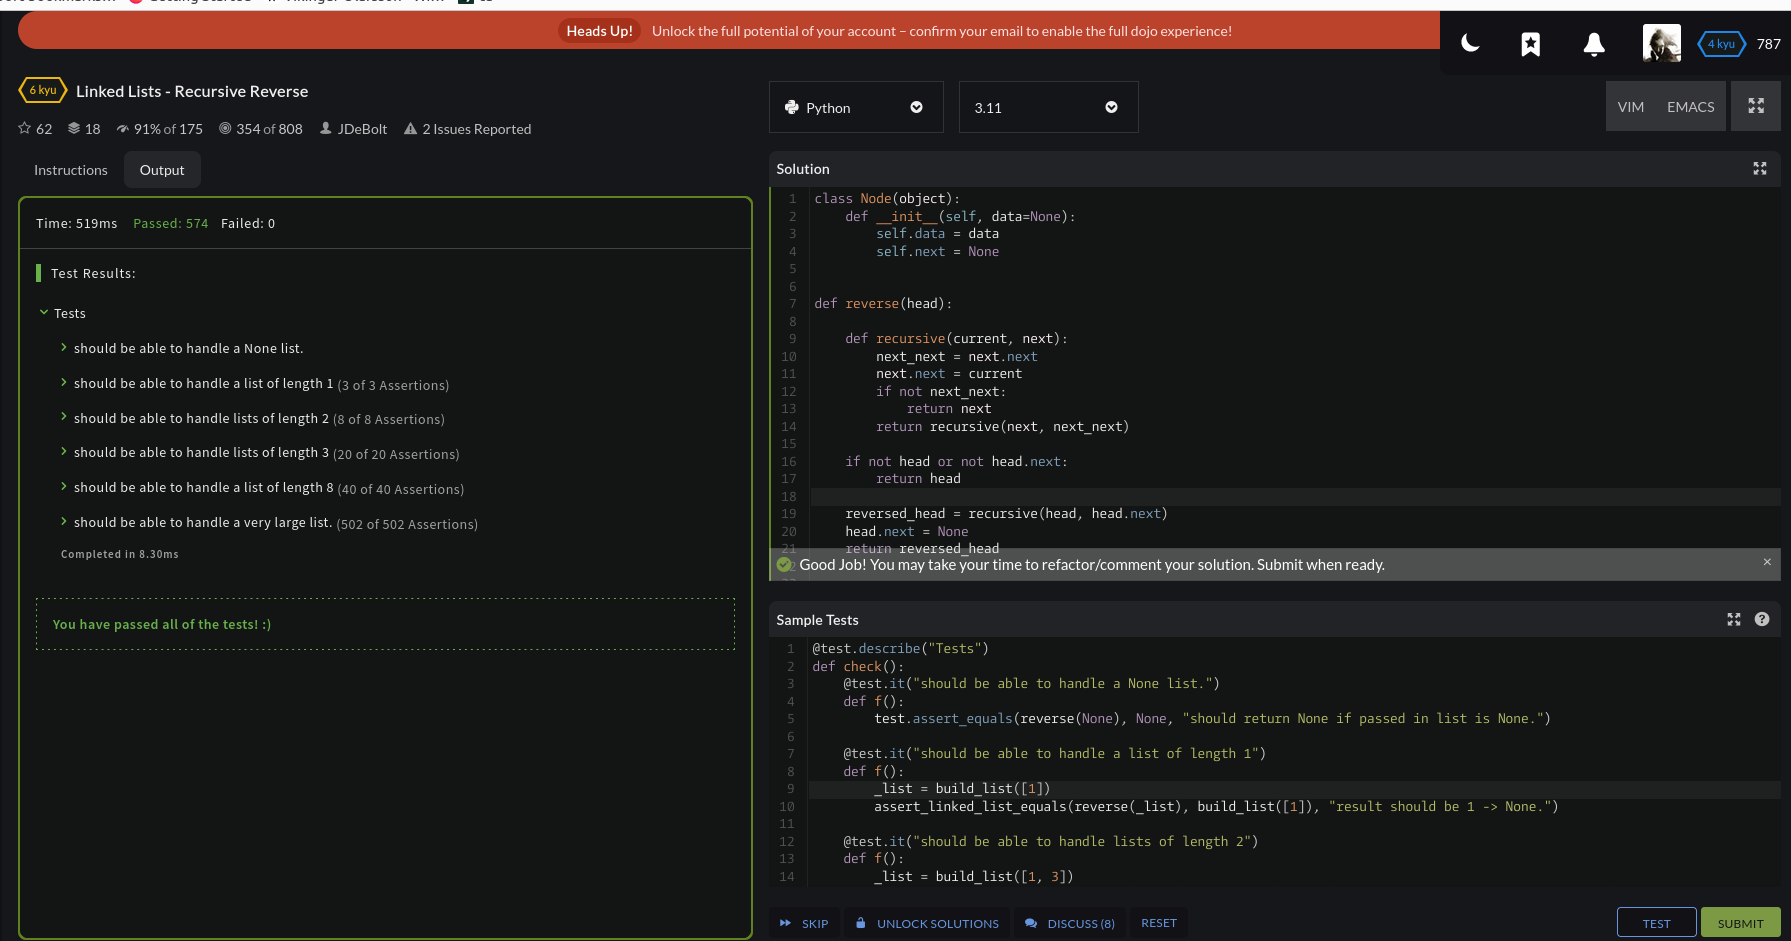 Heads Up! Unlock the full potential of your account – confirm your email to enable the full dojo experience!
4 kyu 787
6 kyu Linked Lists - Recursive Reverse
62 18 91% of 175 354 of 808 JDeBolt 2 Issues Reported
Instructions Output
Time: 519ms Passed: 574 Failed: 0
Test Results:
Tests
should be able to handle a None list.
should be able to handle a list of length 1 (3 of 3 Assertions)
should be able to handle lists of length 2 (8 of 8 Assertions)
should be able to handle lists of length 3 (20 of 20 Assertions)
should be able to handle a list of length 8 (40 of 40 Assertions)
should be able to handle a very large list. (502 of 502 Assertions)
Completed in 8.30ms
You have passed all of the tests! :)
Python 3.11 VIM EMACS
Solution
1 class Node(object):
2     def __init__(self, data=None):
3         self.data = data
4         self.next = None
5
6
7 def reverse(head):
8
9     def recursive(current, next):
10         next_next = next.next
11         next.next = current
12         if not next_next:
13             return next
14         return recursive(next, next_next)
15
16     if not head or not head.next:
17         return head
18
19     reversed_head = recursive(head, head.next)
20     head.next = None
21     return reversed_head
Good Job! You may take your time to refactor/comment your solution. Submit when ready.
Sample Tests
1 @test.describe("Tests")
2 def check():
3     @test.it("should be able to handle a None list.")
4     def f():
5         test.assert_equals(reverse(None), None, "should return None if passed in list is None.")
6
7     @test.it("should be able to handle a list of length 1")
8     def f():
9         _list = build_list([1])
10         assert_linked_list_equals(reverse(_list), build_list([1]), "result should be 1 -> None.")
11
12     @test.it("should be able to handle lists of length 2")
13     def f():
14         _list = build_list([1, 3])
SKIP UNLOCK SOLUTIONS DISCUSS (8) RESET TEST SUBMIT